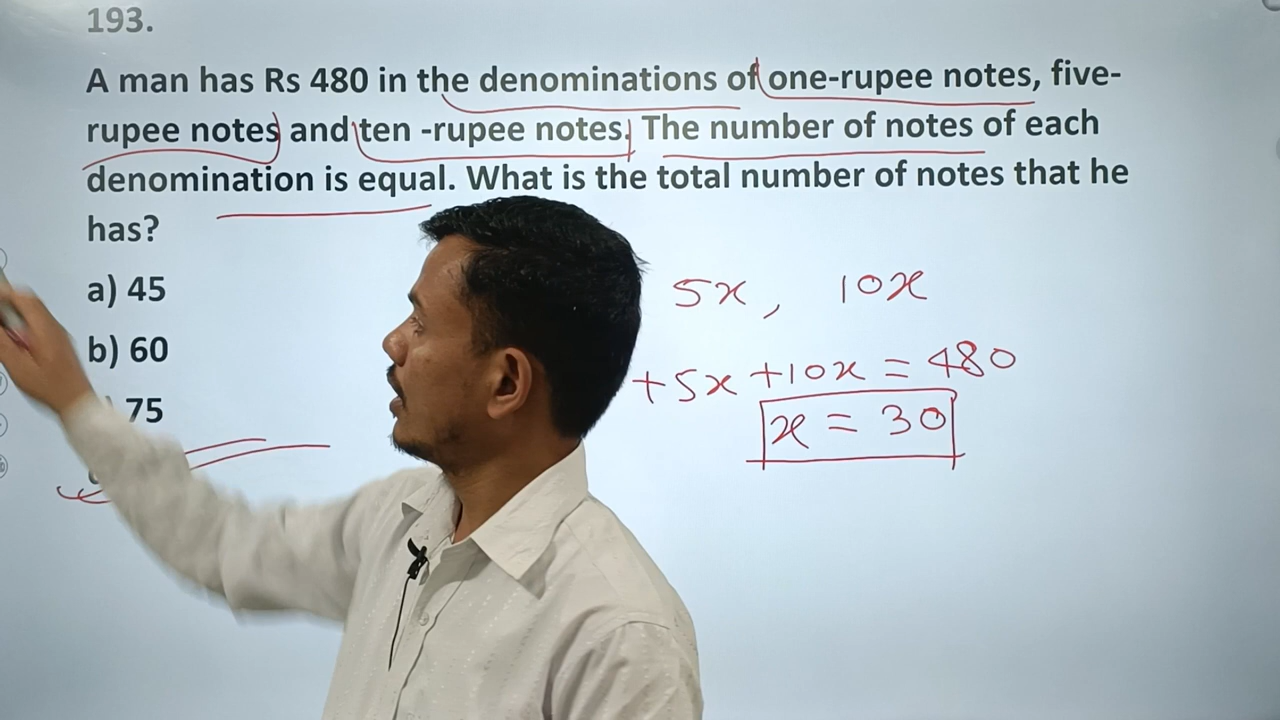 193.
A man has Rs 480 in the denominations of one-rupee notes, five-
rupee notes and ten -rupee notes. The number of notes of each
denomination is equal. What is the total number of notes that he
has?
a) 45
b) 60
75
5x, 10x
+5x+10x = 480
x = 30